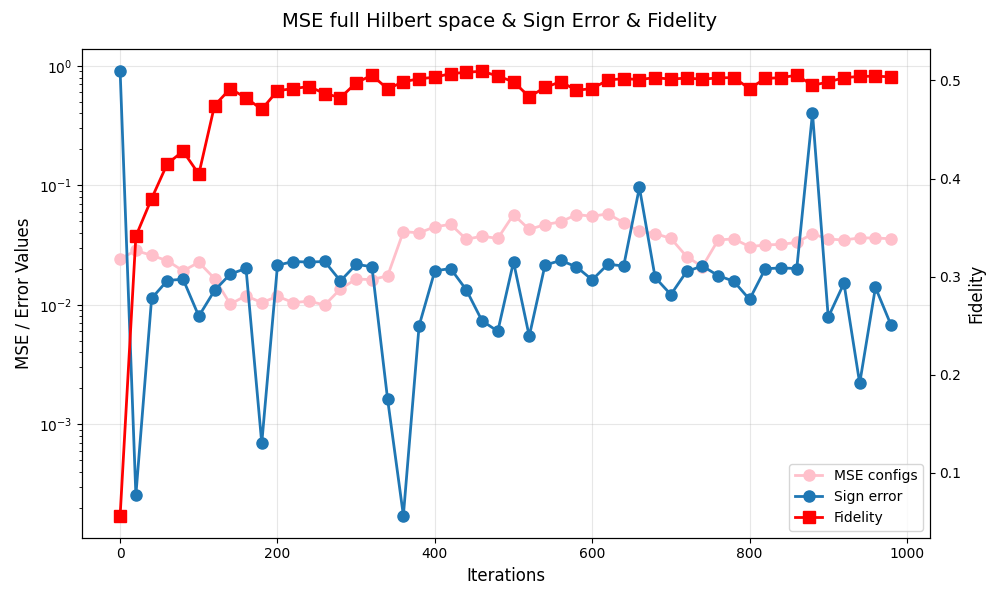 MSE full Hilbert space & Sign Error & Fidelity
MSE / Error Values
10⁰
10⁻¹
10⁻²
10⁻³
0
200
400
600
800
1000
Iterations
0.5
0.4
0.3
0.2
0.1
Fidelity
MSE configs
Sign error
Fidelity